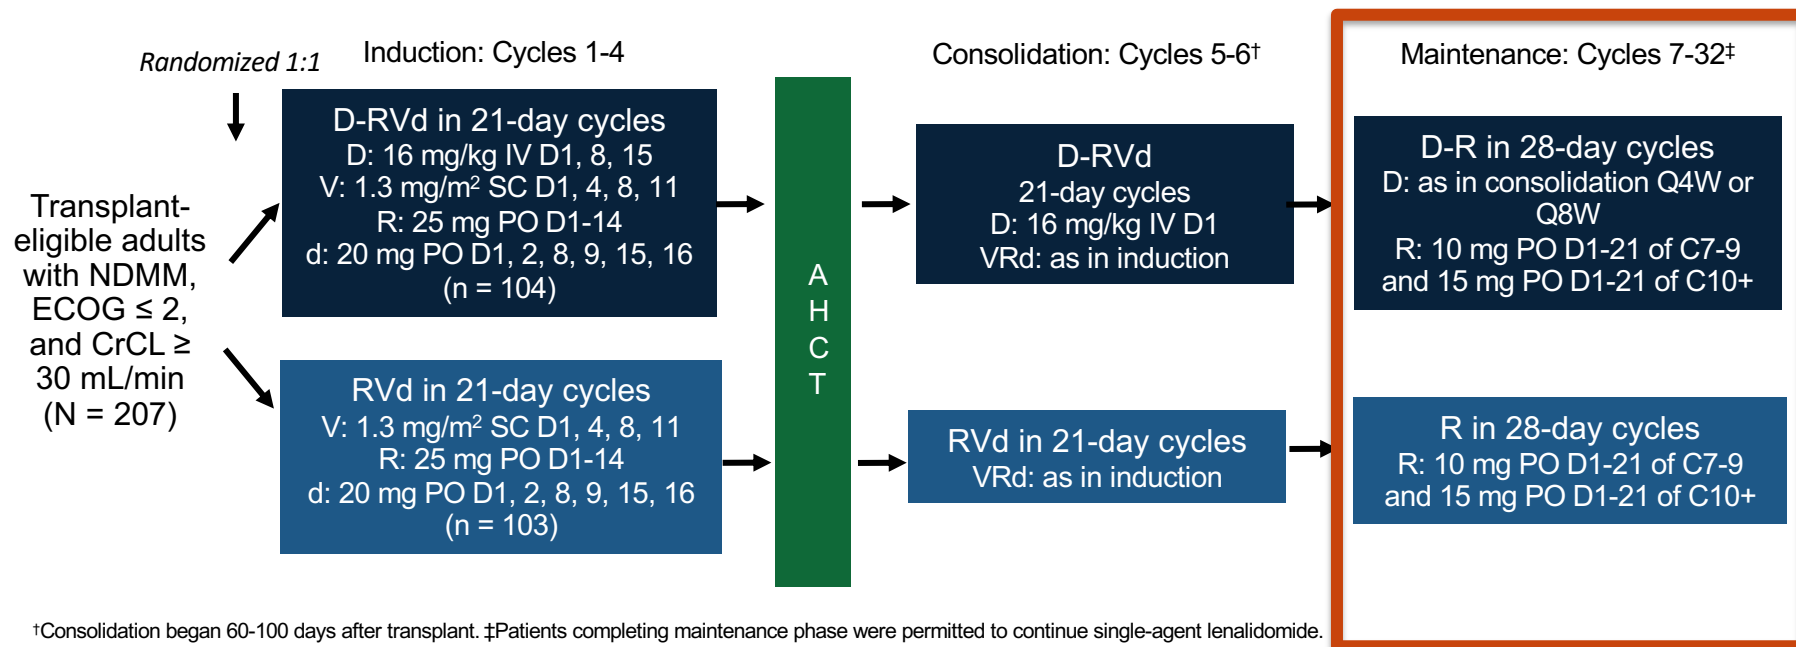 Randomized 1:1
Induction: Cycles 1-4
Consolidation: Cycles 5-6†
Maintenance: Cycles 7-32‡
Transplant-
eligible adults
with NDMM,
ECOG ≤ 2,
and CrCL ≥
30 mL/min
(N = 207)
D-RVd in 21-day cycles
D: 16 mg/kg IV D1, 8, 15
V: 1.3 mg/m² SC D1, 4, 8, 11
R: 25 mg PO D1-14
d: 20 mg PO D1, 2, 8, 9, 15, 16
(n = 104)
RVd in 21-day cycles
V: 1.3 mg/m² SC D1, 4, 8, 11
R: 25 mg PO D1-14
d: 20 mg PO D1, 2, 8, 9, 15, 16
(n = 103)
A
H
C
T
D-RVd
21-day cycles
D: 16 mg/kg IV D1
VRd: as in induction
RVd in 21-day cycles
VRd: as in induction
D-R in 28-day cycles
D: as in consolidation Q4W or
Q8W
R: 10 mg PO D1-21 of C7-9
and 15 mg PO D1-21 of C10+
R in 28-day cycles
R: 10 mg PO D1-21 of C7-9
and 15 mg PO D1-21 of C10+
†Consolidation began 60-100 days after transplant. ‡Patients completing maintenance phase were permitted to continue single-agent lenalidomide.